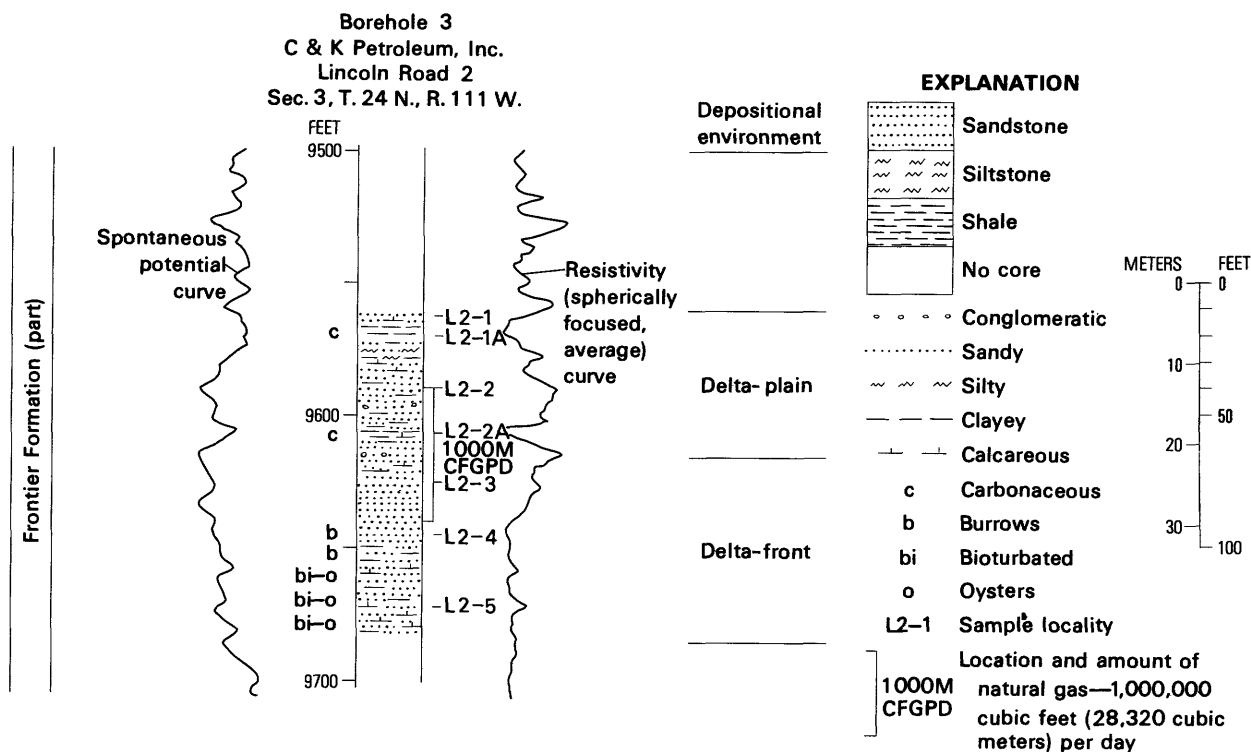 Borehole 3
C & K Petroleum, Inc.
Lincoln Road 2
Sec. 3, T. 24 N., R. 111 W.
FEET
9500
9600
9700
Frontier Formation (part)
Spontaneous
potential
curve
Resistivity
(spherically
focused,
average)
curve
c
c
b
b
bi-o
bi-o
bi-o
L2-1
L2-1A
L2-2
L2-2A
1000M
CFGPD
L2-3
L2-4
L2-5
Depositional
environment
Delta-plain
Delta-front
EXPLANATION
Sandstone
Siltstone
Shale
No core
Conglomeratic
Sandy
Silty
Clayey
Calcareous
c Carbonaceous
b Burrows
bi Bioturbated
o Oysters
L2-1 Sample locality
1000M
CFGPD
Location and amount of
natural gas—1,000,000
cubic feet (28,320 cubic
meters) per day
METERS FEET
0 0
10
50
20
30
100